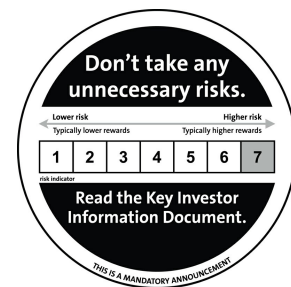 Don't take any
unnecessary risks.
Lower risk Higher risk
Typically lower rewards Typically higher rewards
1 2 3 4 5 6 7
risk indicator
Read the Key Investor
Information Document.
THIS IS A MANDATORY ANNOUNCEMENT